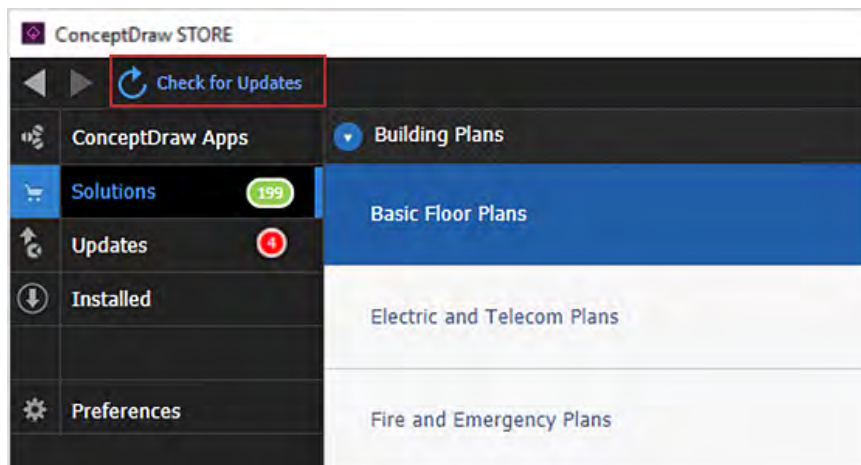 ConceptDraw STORE
Check for Updates
ConceptDraw Apps
Solutions 199
Updates 4
Installed
Preferences
Building Plans
Basic Floor Plans
Electric and Telecom Plans
Fire and Emergency Plans